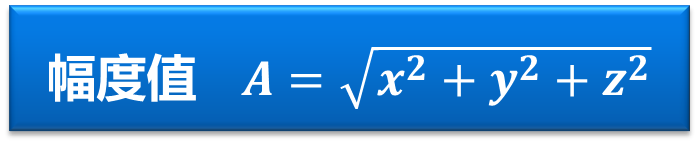 幅度值 A = √(x² + y² + z²)